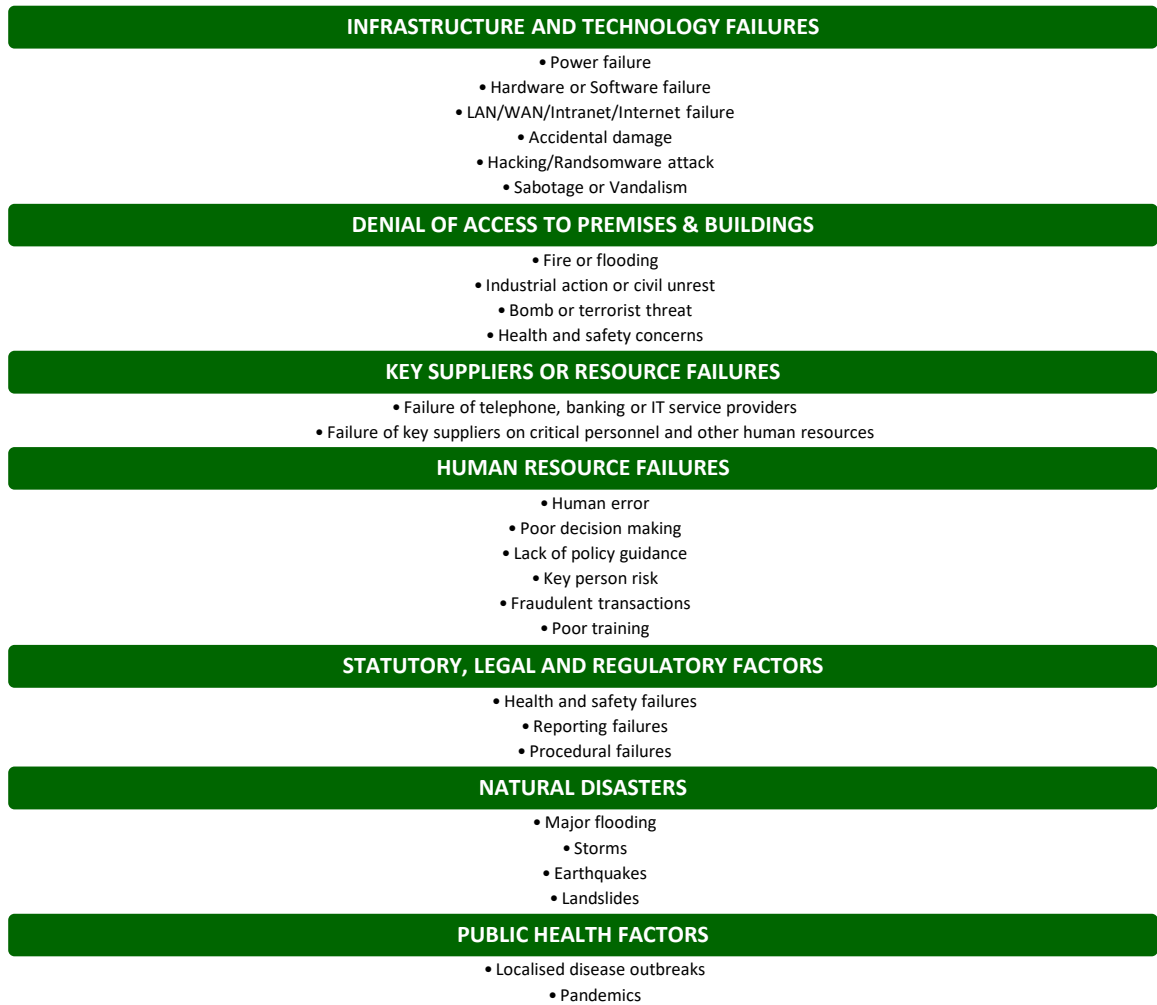 INFRASTRUCTURE AND TECHNOLOGY FAILURES
• Power failure
• Hardware or Software failure
• LAN/WAN/Intranet/Internet failure
• Accidental damage
• Hacking/Randsomware attack
• Sabotage or Vandalism
DENIAL OF ACCESS TO PREMISES & BUILDINGS
• Fire or flooding
• Industrial action or civil unrest
• Bomb or terrorist threat
• Health and safety concerns
KEY SUPPLIERS OR RESOURCE FAILURES
• Failure of telephone, banking or IT service providers
• Failure of key suppliers on critical personnel and other human resources
HUMAN RESOURCE FAILURES
• Human error
• Poor decision making
• Lack of policy guidance
• Key person risk
• Fraudulent transactions
• Poor training
STATUTORY, LEGAL AND REGULATORY FACTORS
• Health and safety failures
• Reporting failures
• Procedural failures
NATURAL DISASTERS
• Major flooding
• Storms
• Earthquakes
• Landslides
PUBLIC HEALTH FACTORS
• Localised disease outbreaks
• Pandemics